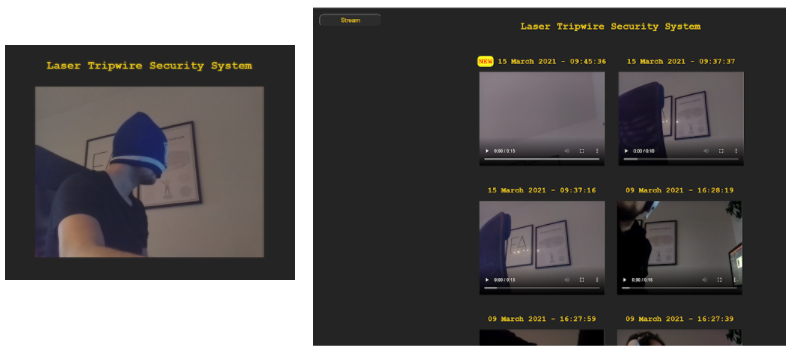 Laser Tripwire Security System
Stream
Laser Tripwire Security System
NEW 15 March 2021 - 09:45:36
15 March 2021 - 09:37:37
0:00 / 0:15
0:00 / 0:15
15 March 2021 - 09:37:16
09 March 2021 - 16:28:19
0:00 / 0:15
0:00 / 0:15
09 March 2021 - 16:27:59
09 March 2021 - 16:27:39